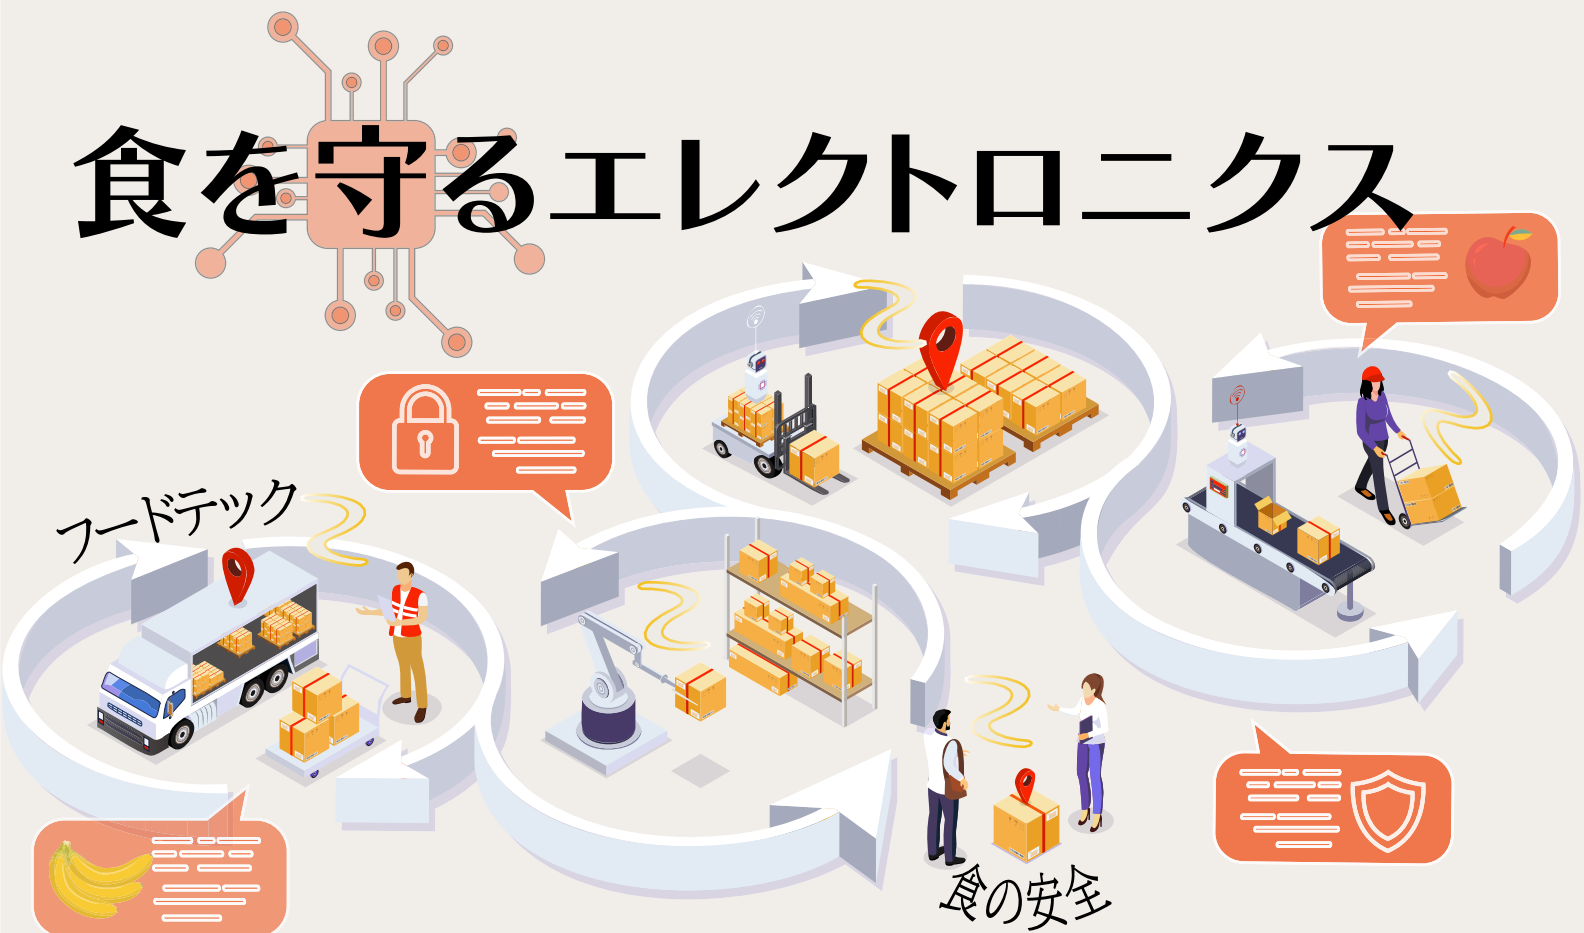 食を守るエレクトロニクス
フードテック
食の安全